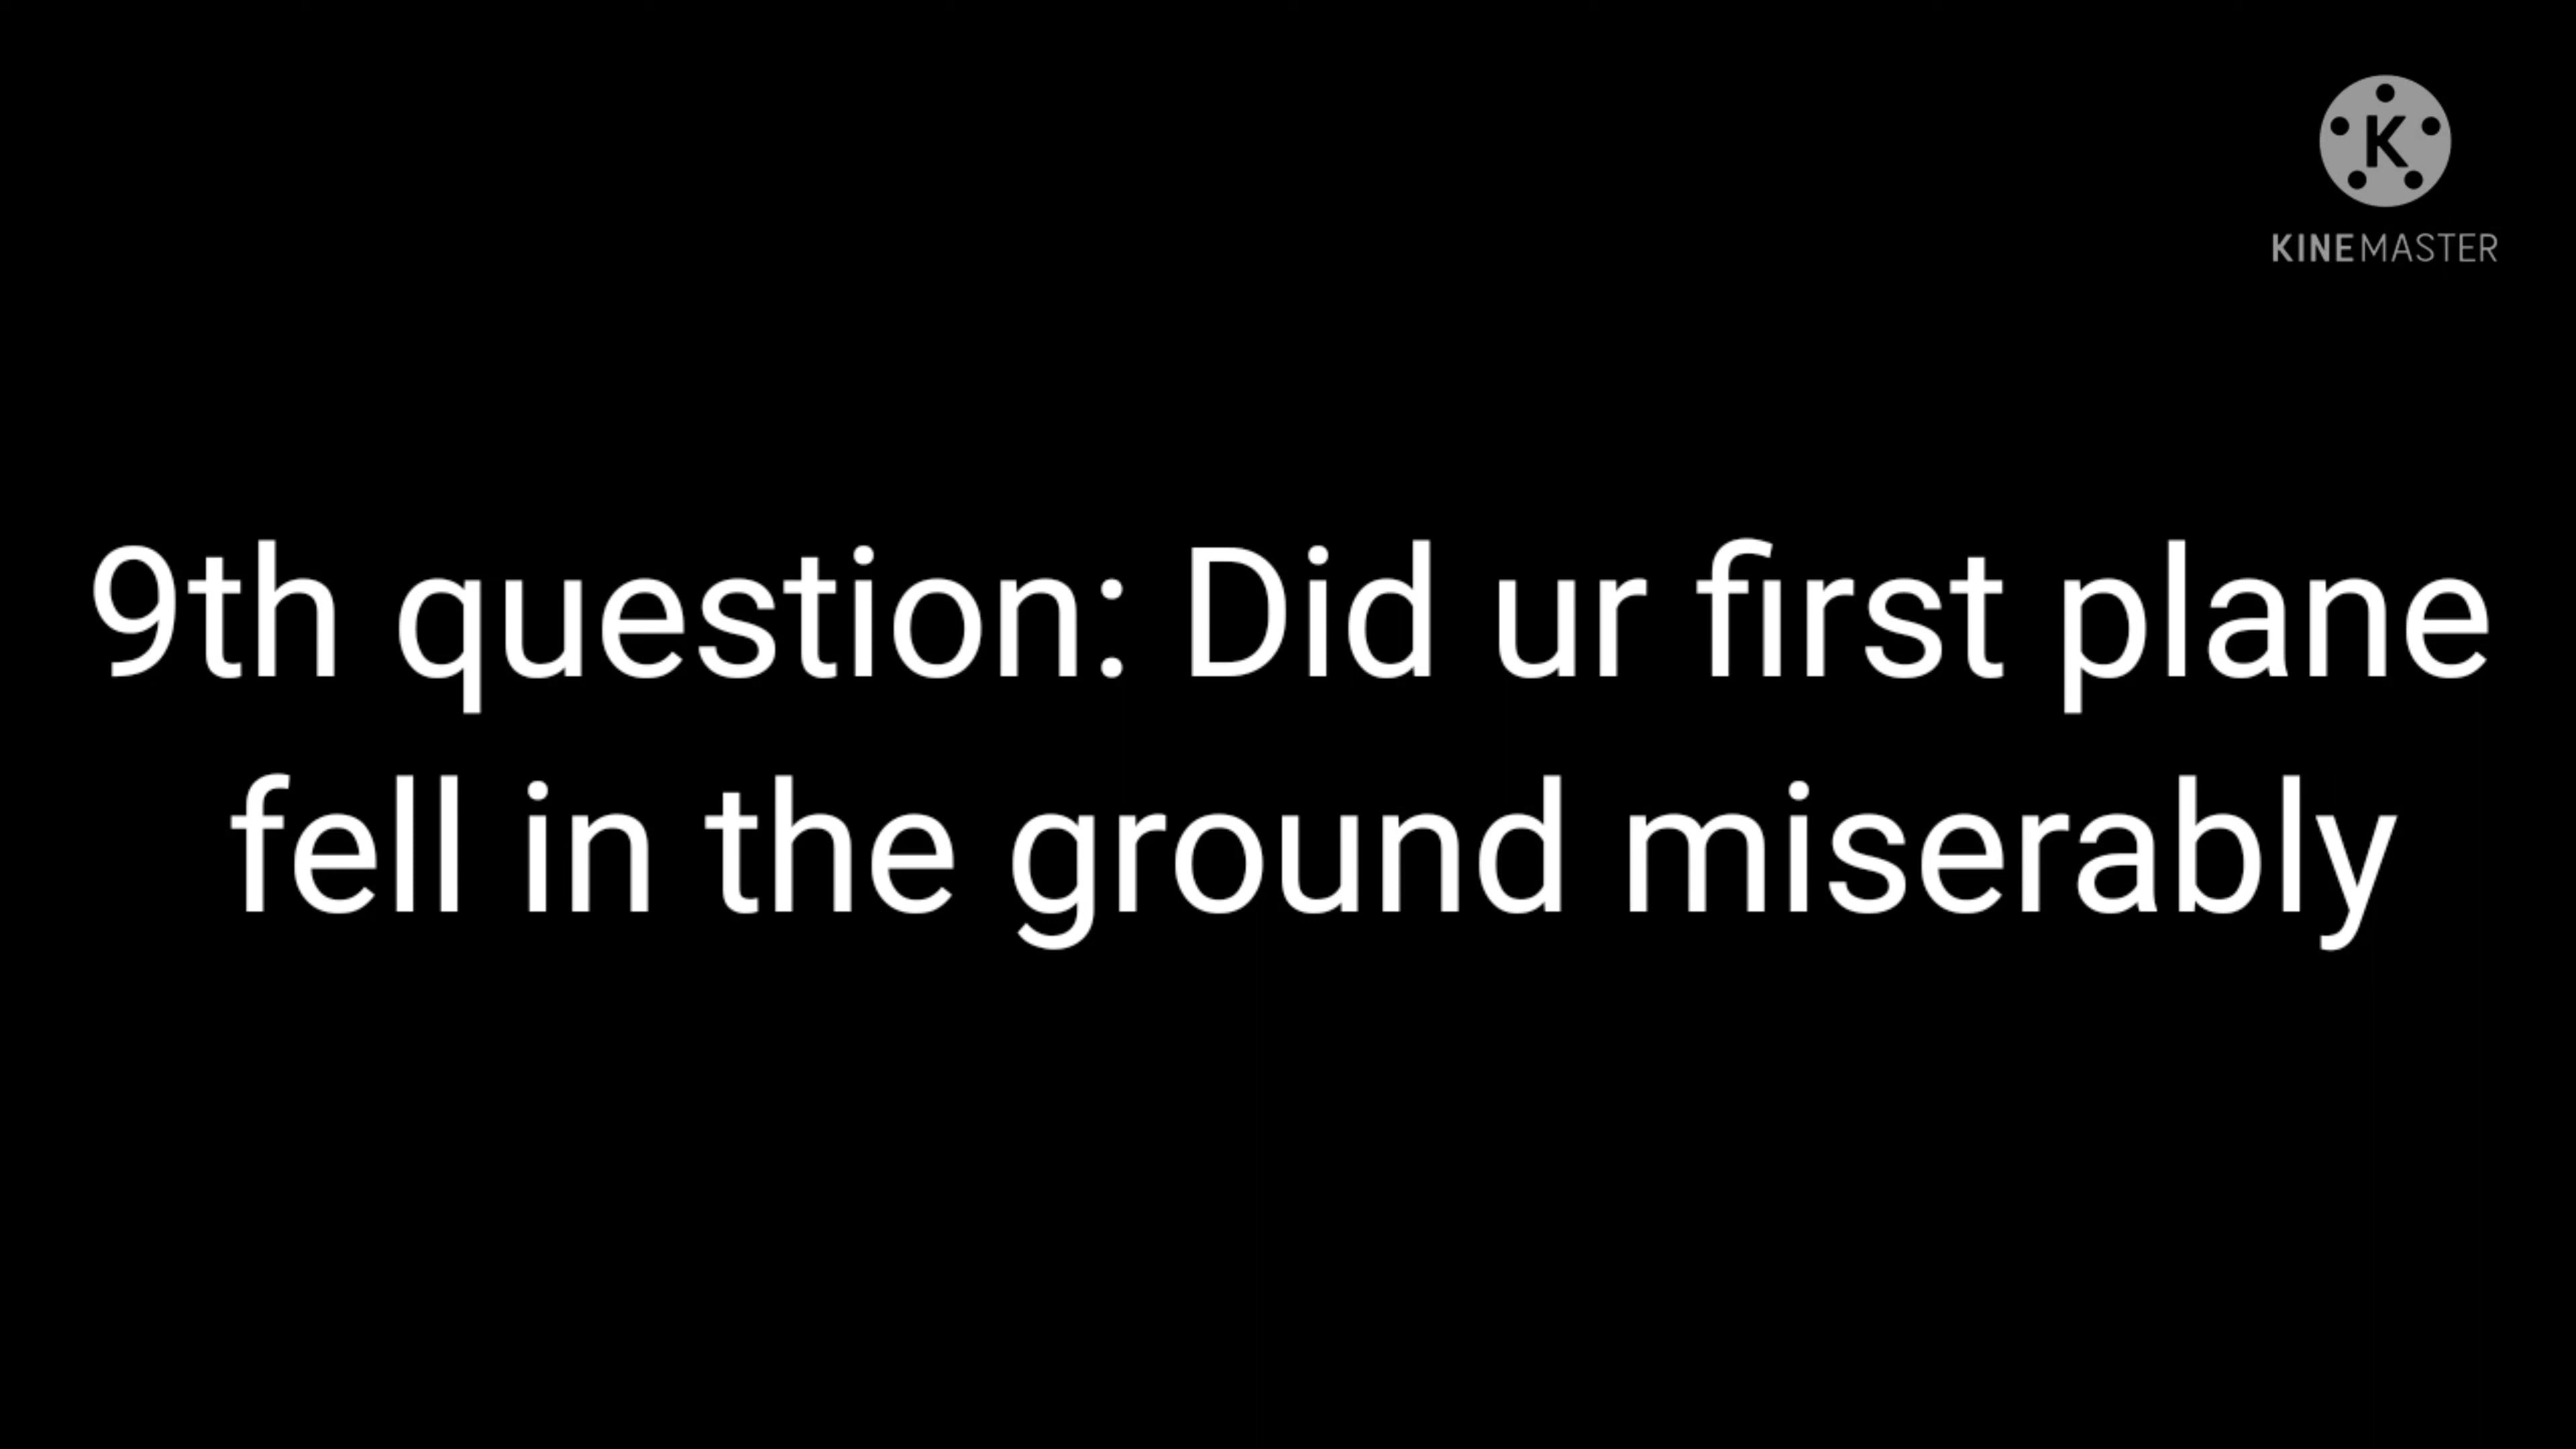 K
KINEMASTER
9th question: Did ur first plane
fell in the ground miserably